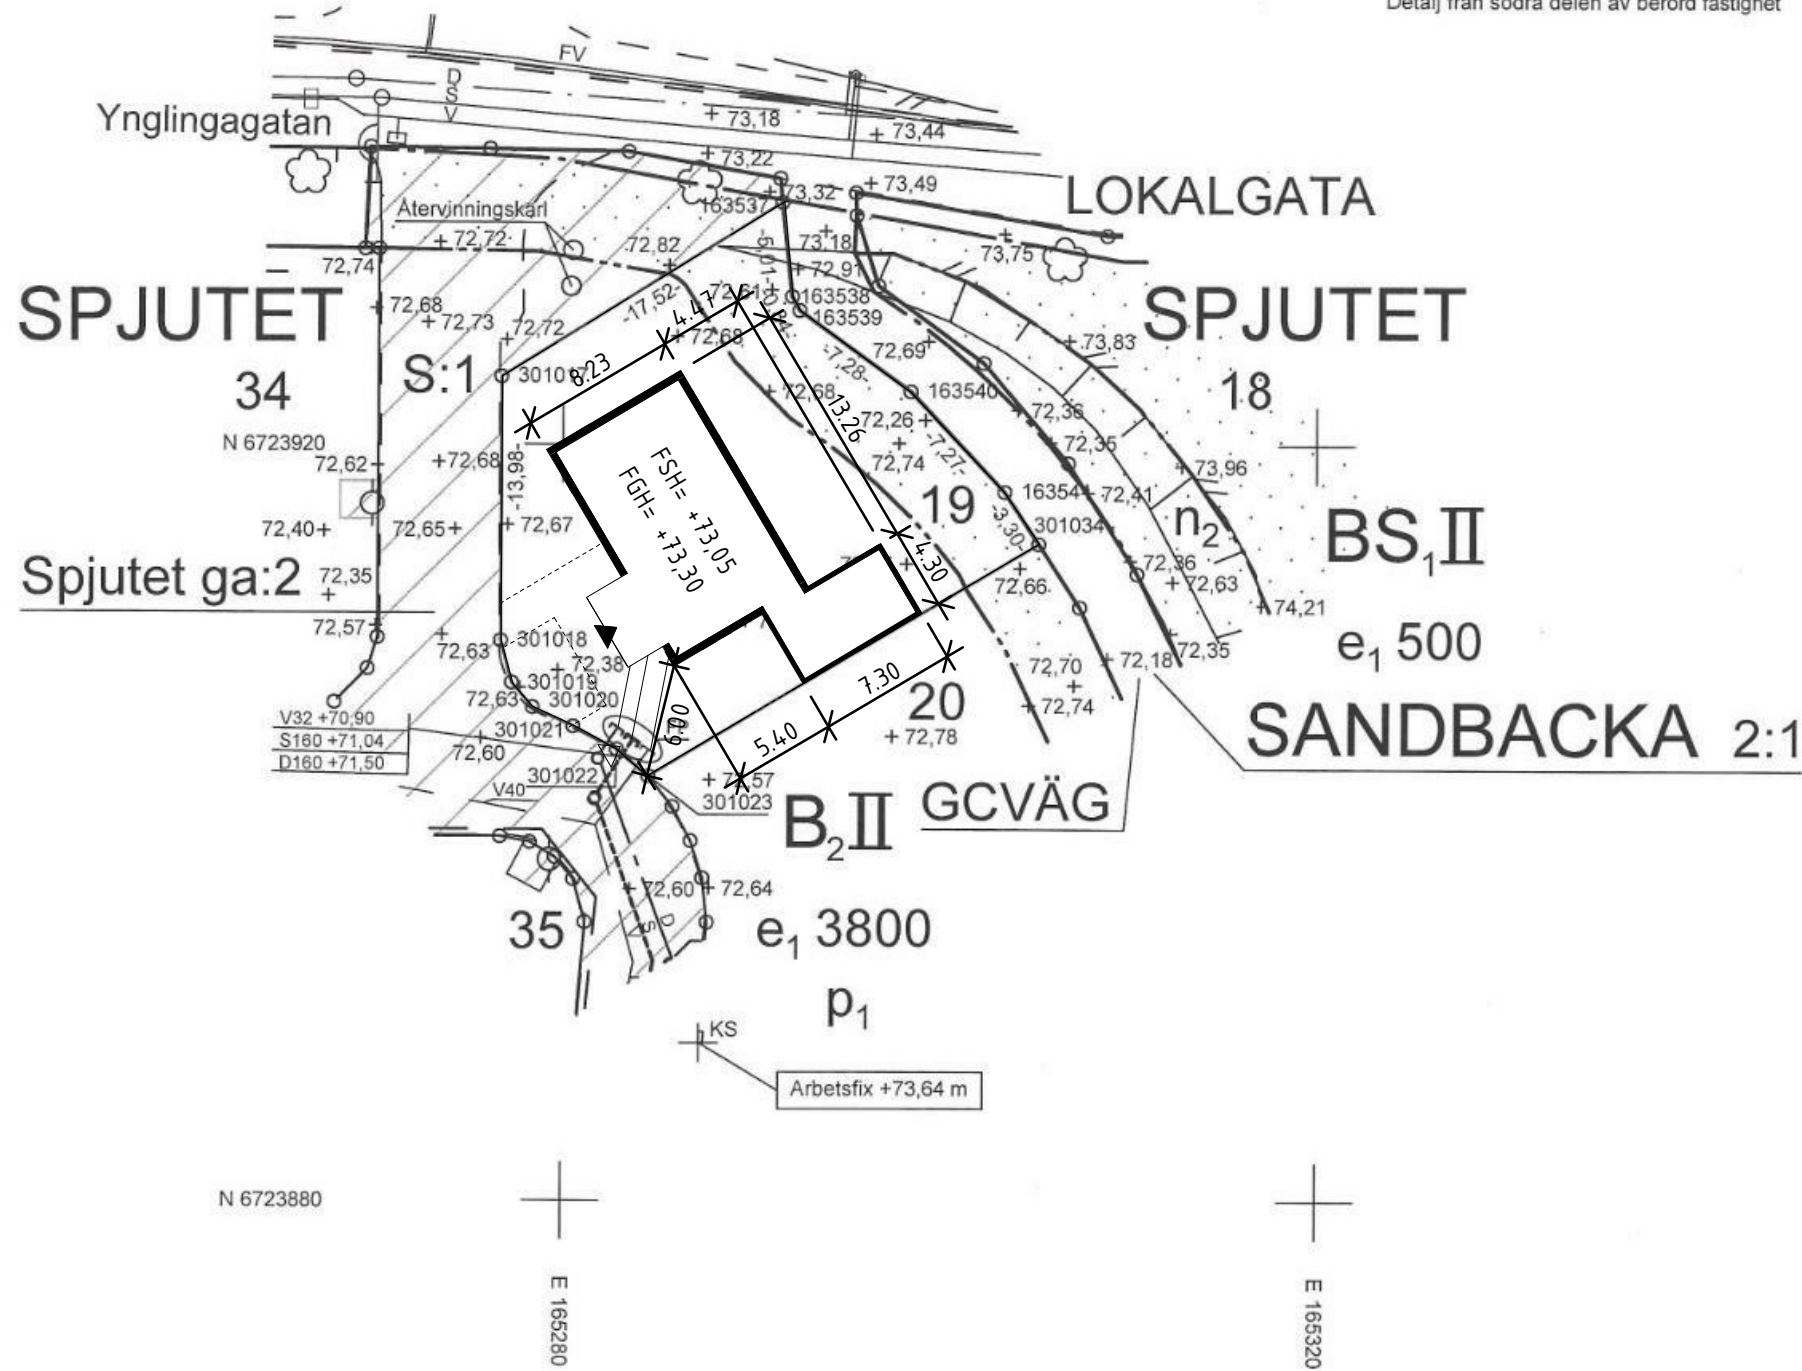 Detalj från södra delen av berörd fastighet
FV
D
S
V
Ynglingagatan
73,18
73,44
73,22
73,32
73,49
163537
LOKALGATA
Återvinningskärl
72,72
72,82
-5,01-
73,18
73,75
72,74
72,91
SPJUTET
34
72,68
72,73
72,72
-17,52-
4.47
163538
163539
SPJUTET
18
S:1
8.23
72,68
-7,28-
72,69
73,83
72,68
13.26
163540
72,36
N 6723920
72,62
72,68
-13,98-
72,26
72,74
-7,27-
72,35
73,96
FSH= +73,05
FGH= +73,30
19
72,41
n2
BS1II
72,40
72,65
72,67
-3,30-
301034
4.30
72,36
72,63
Spjutet ga:2
72,35
72,66
74,21
72,57
72,63
301018
72,38
72,70
72,18
72,35
e1 500
301019
72,63
301020
7.30
20
72,74
V32 +70,90
S160 +71,04
D160 +71,50
301021
72,60
6.00
5.40
72,78
SANDBACKA 2:1
301022
V40
301023
B2II
GCVÄG
72,60
72,64
35
D
S
V
e1 3800
p1
KS
Arbetsfix +73,64 m
N 6723880
E 165280
E 165320